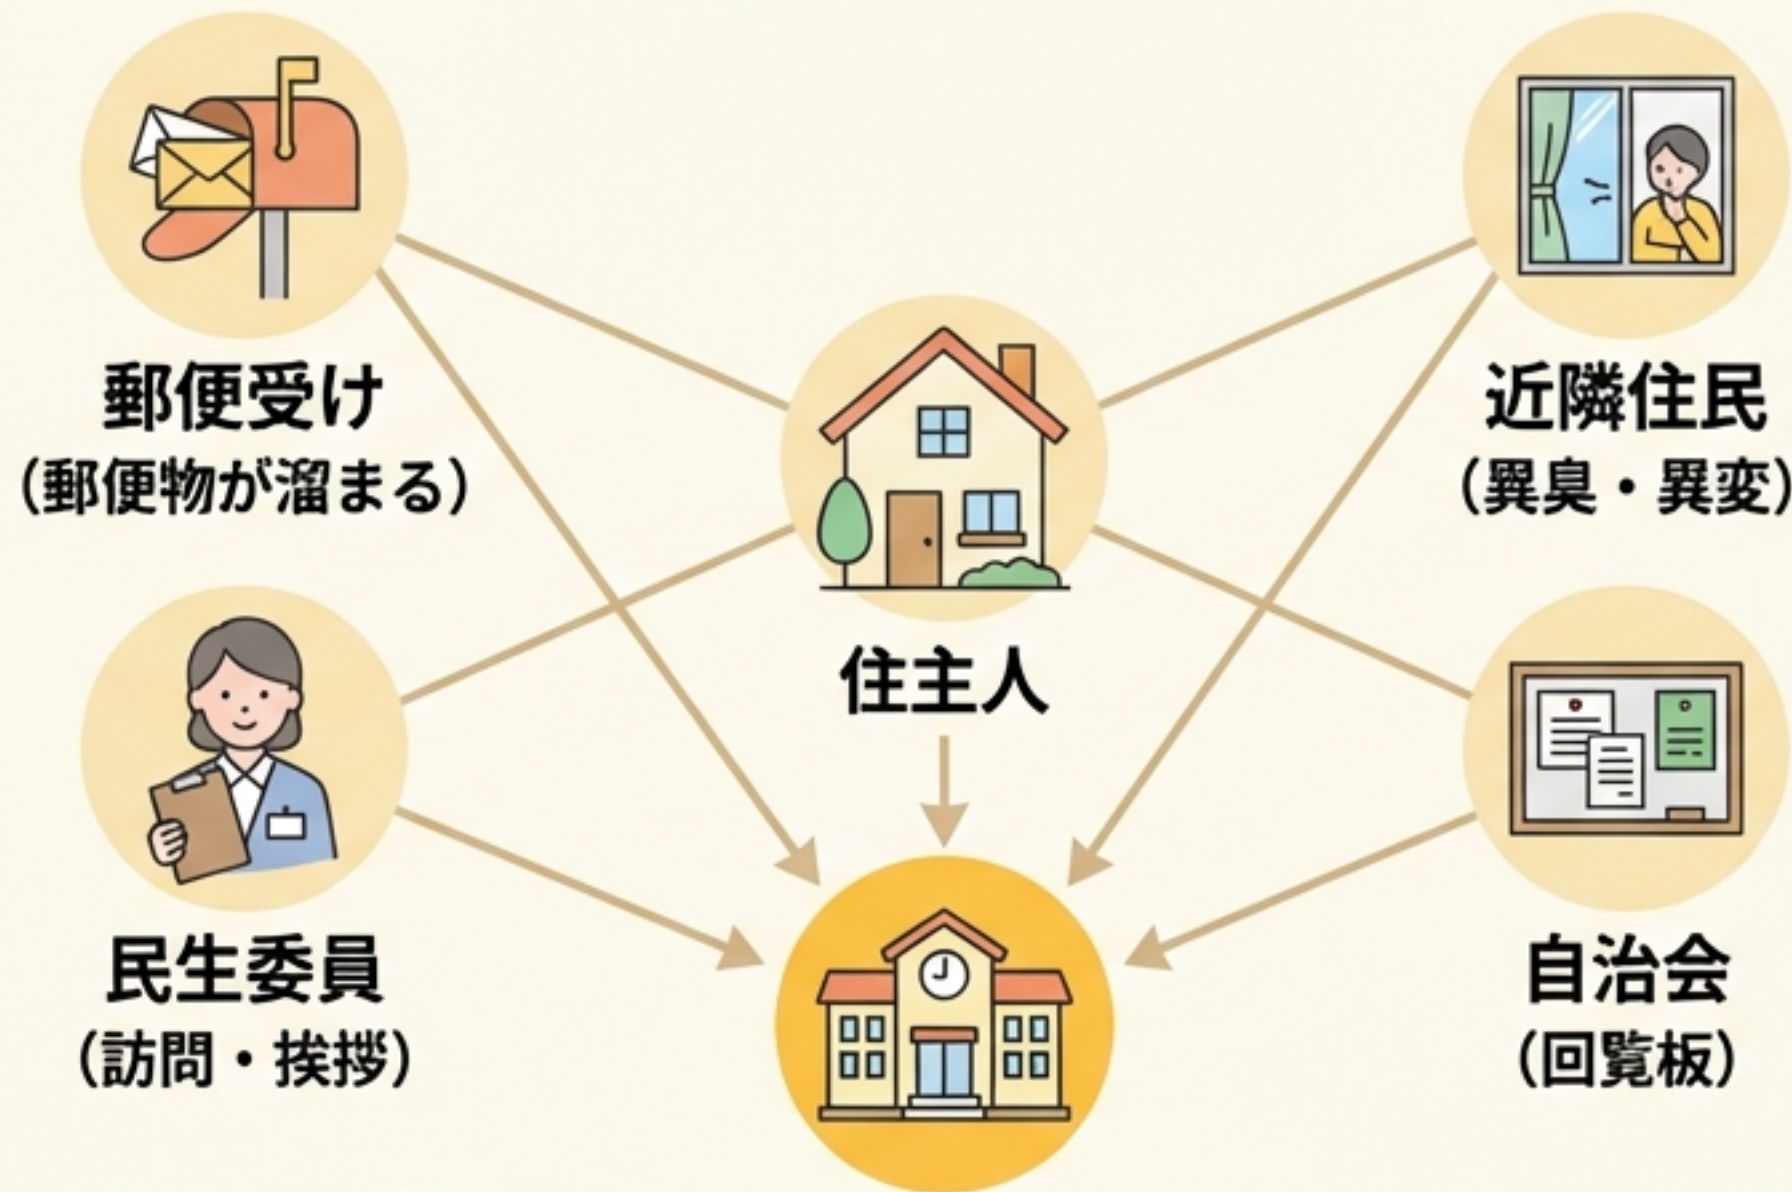 郵便受け
（郵便物が溜まる）
近隣住民
（異臭・異変）
住主人
民生委員
（訪問・挨拶）
自治会
（回覧板）